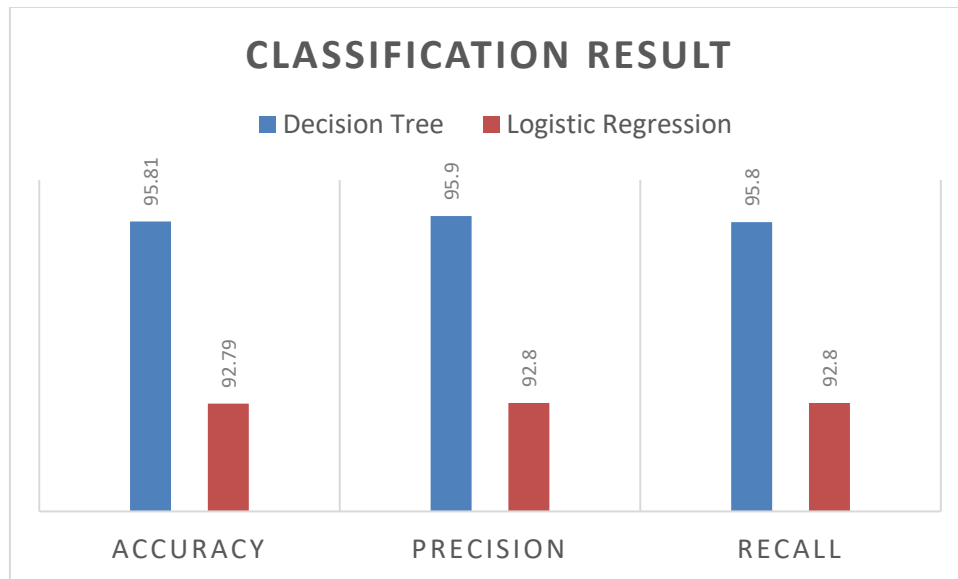 CLASSIFICATION RESULT
Decision Tree Logistic Regression
95.81
92.79
95.9
92.8
95.8
92.8
ACCURACY PRECISION RECALL